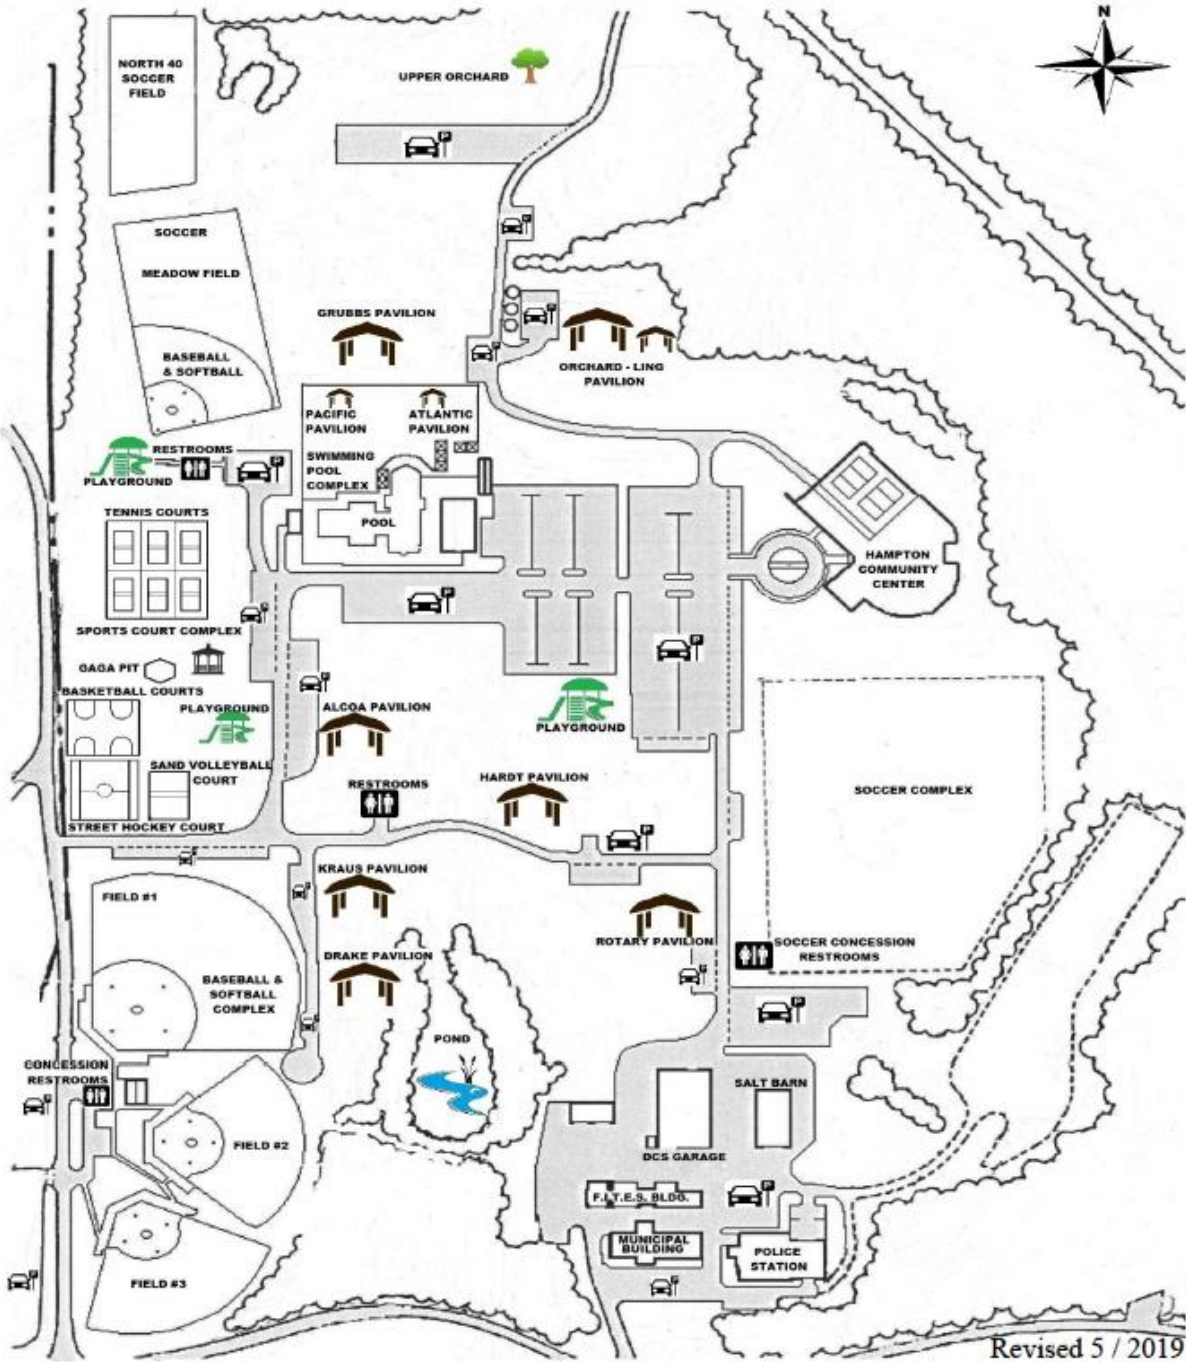 N
NORTH 40
SOCCER
FIELD
UPPER ORCHARD
SOCCER
MEADOW FIELD
GRUBBS PAVILION
BASEBALL
& SOFTBALL
ORCHARD - LING
PAVILION
PACIFIC
PAVILION
ATLANTIC
PAVILION
RESTROOMS
SWIMMING
POOL
COMPLEX
PLAYGROUND
TENNIS COURTS
POOL
HAMPTON
COMMUNITY
CENTER
SPORTS COURT COMPLEX
GAGA PIT
BASKETBALL COURTS
PLAYGROUND
ALCOA PAVILION
PLAYGROUND
SAND VOLLEYBALL
COURT
RESTROOMS
HARDT PAVILION
SOCCER COMPLEX
STREET HOCKEY COURT
KRAUS PAVILION
FIELD #1
ROTARY PAVILION
SOCCER CONCESSION
RESTROOMS
DRAKE PAVILION
BASEBALL &
SOFTBALL
COMPLEX
POND
CONCESSION
RESTROOMS
SALT BARN
FIELD #2
DCS GARAGE
F.I.T.E.S. BLDG.
MUNICIPAL
BUILDING
POLICE
STATION
FIELD #3
Revised 5 / 2019